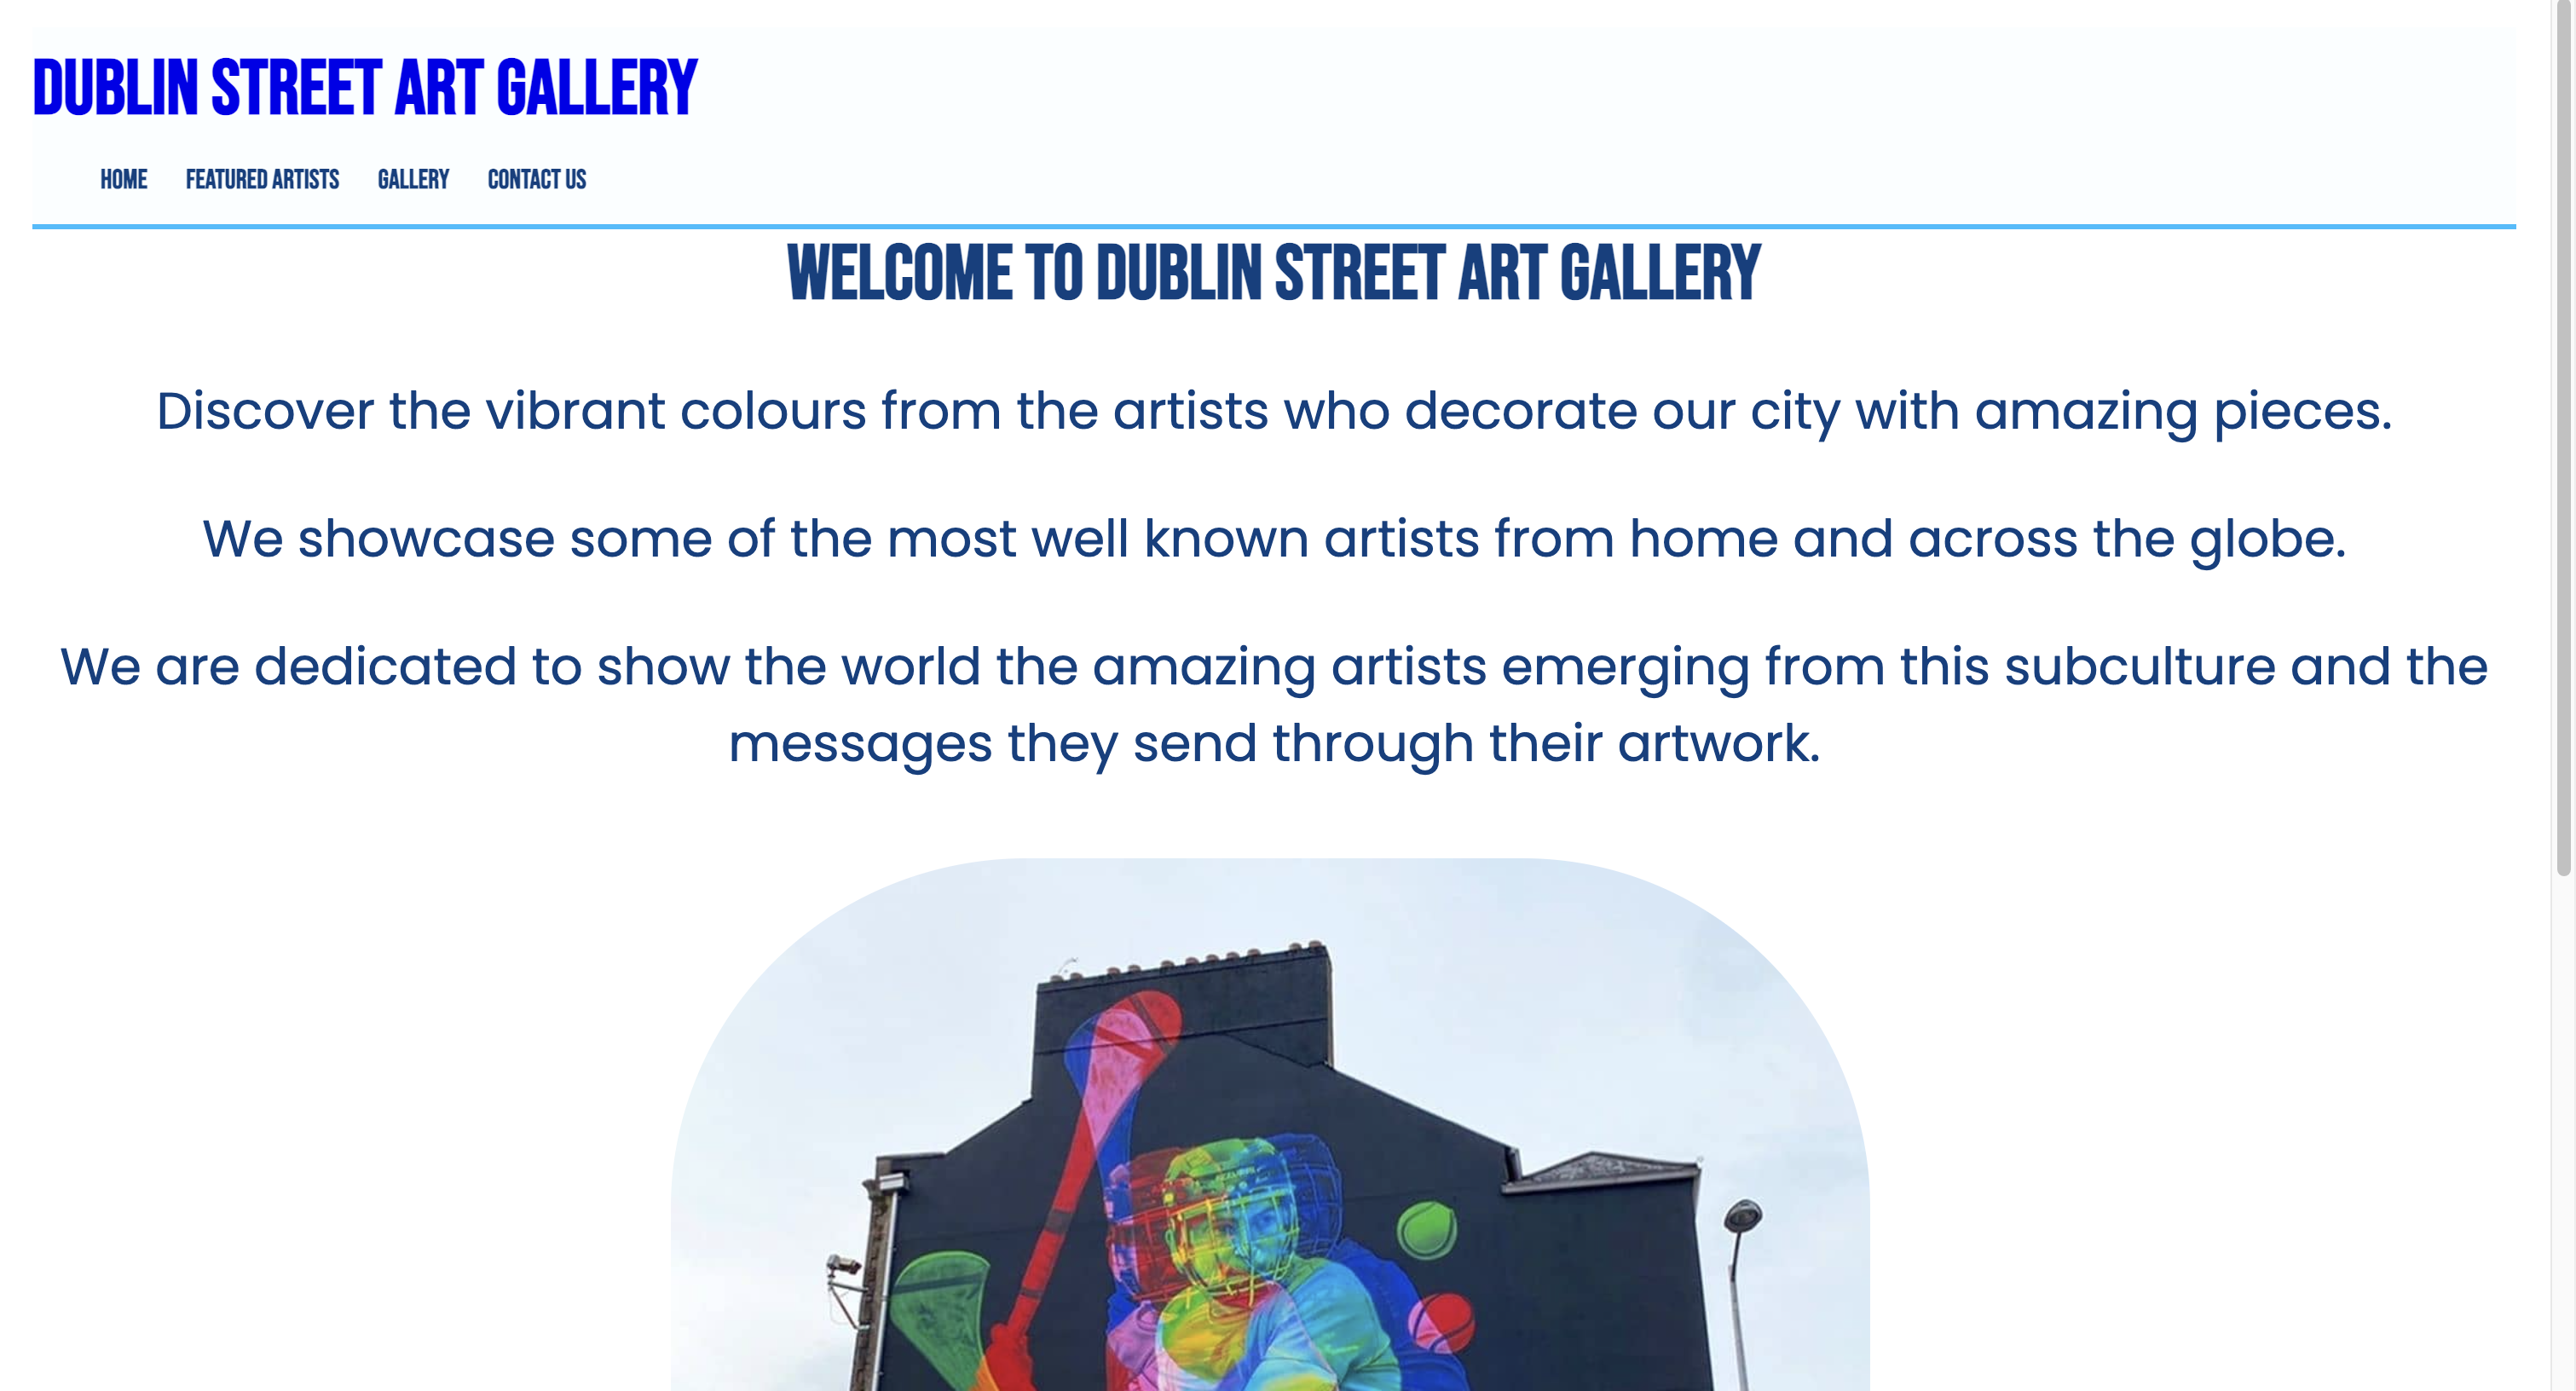 DUBLIN STREET ART GALLERY
HOME FEATURED ARTISTS GALLERY CONTACT US
WELCOME TO DUBLIN STREET ART GALLERY
Discover the vibrant colours from the artists who decorate our city with amazing pieces.
We showcase some of the most well known artists from home and across the globe.
We are dedicated to show the world the amazing artists emerging from this subculture and the
messages they send through their artwork.